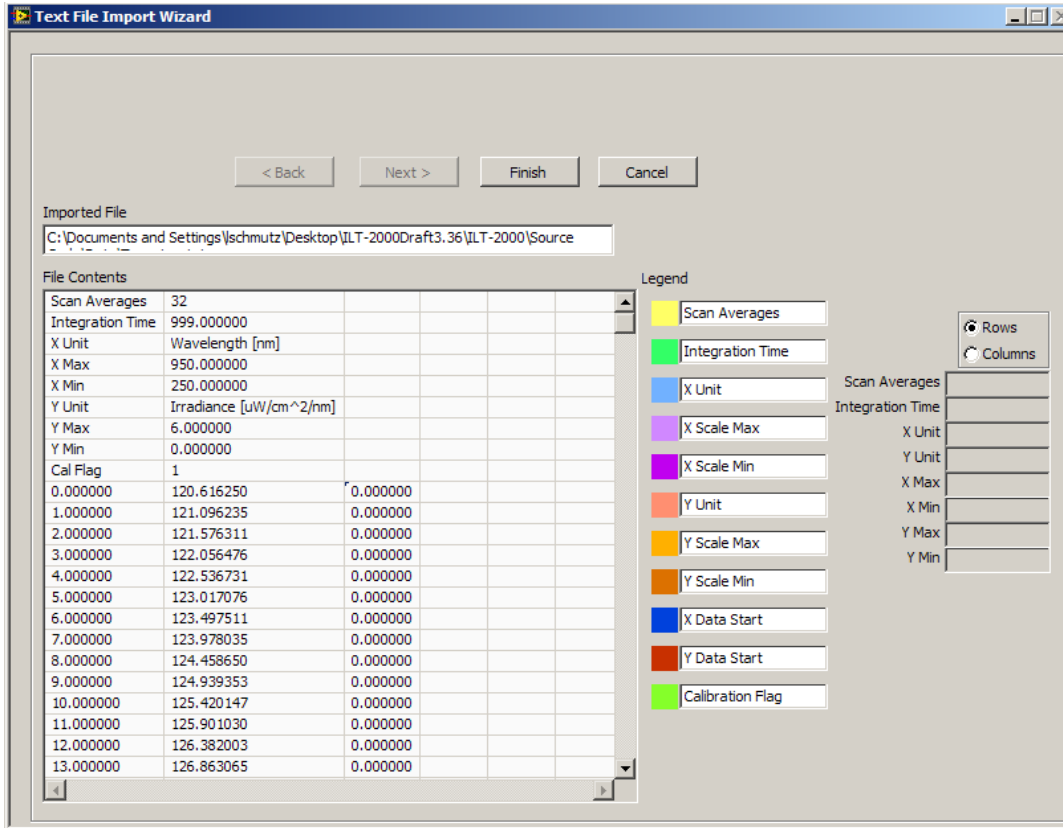 Text File Import Wizard
< Back Next > Finish Cancel
Imported File
C:\Documents and Settings\lschmutz\Desktop\ILT-2000Draft3.36\ILT-2000\Source
File Contents
Scan Averages 32
Integration Time 999.000000
X Unit Wavelength [nm]
X Max 950.000000
X Min 250.000000
Y Unit Irradiance [uW/cm^2/nm]
Y Max 6.000000
Y Min 0.000000
Cal Flag 1
0.000000 120.616250 0.000000
1.000000 121.096235 0.000000
2.000000 121.576311 0.000000
3.000000 122.056476 0.000000
4.000000 122.536731 0.000000
5.000000 123.017076 0.000000
6.000000 123.497511 0.000000
7.000000 123.978035 0.000000
8.000000 124.458650 0.000000
9.000000 124.939353 0.000000
10.000000 125.420147 0.000000
11.000000 125.901030 0.000000
12.000000 126.382003 0.000000
13.000000 126.863065 0.000000
Legend
Scan Averages
Integration Time
X Unit
X Scale Max
X Scale Min
Y Unit
Y Scale Max
Y Scale Min
X Data Start
Y Data Start
Calibration Flag
Rows
Columns
Scan Averages
Integration Time
X Unit
Y Unit
X Max
X Min
Y Max
Y Min